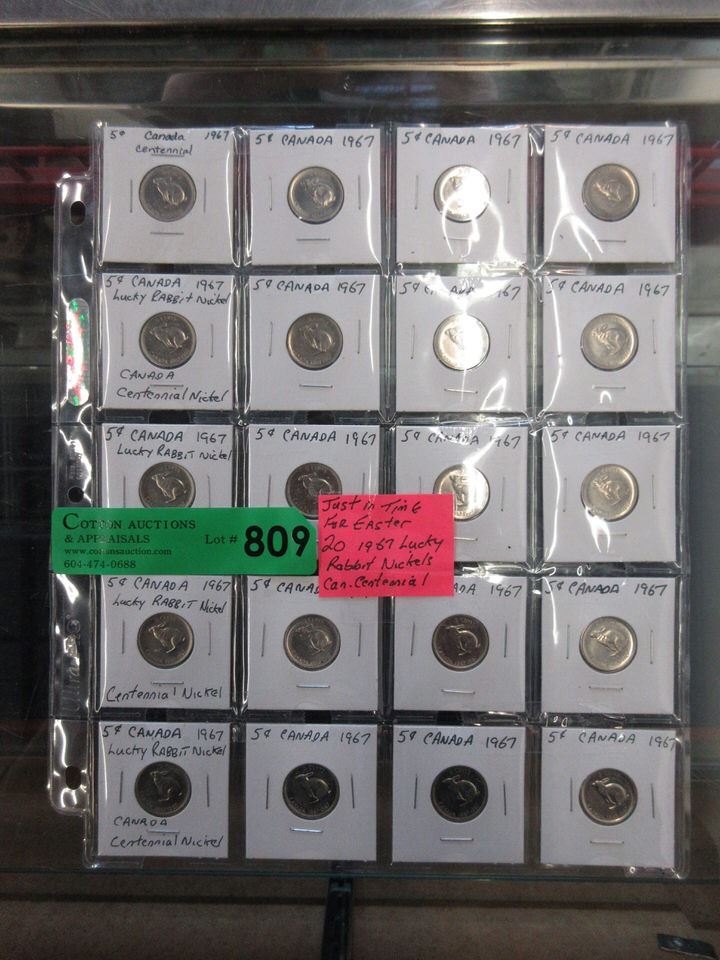 5¢ Canada 1967
Centennial
5¢ CANADA 1967
5¢ CANADA 1967
5¢ CANADA 1967
5¢ CANADA 1967
Lucky RABBit Nickel
CANADA
Centennial Nickel
5¢ CANADA 1967
5¢ CANADA 1967
5¢ CANADA 1967
5¢ CANADA 1967
Lucky RABBit Nickel
5¢ CANADA 1967
5¢ CANADA 1967
5¢ CANADA 1967
COTTON AUCTIONS
& APPRAISALS
www.cottonsauction.com
604-474-0688
Lot # 809
Just in Time
FOR EASTER
20 1967 Lucky
Rabbit Nickels
Can. Centennial
5¢ CANADA 1967
Lucky RABBit Nickel
Centennial Nickel
5¢ CAN
1967
5¢ CANADA 1967
5¢ CANADA 1967
Lucky RABBit Nickel
CANADA
Centennial Nickel
5¢ CANADA 1967
5¢ CANADA 1967
5¢ CANADA 1967